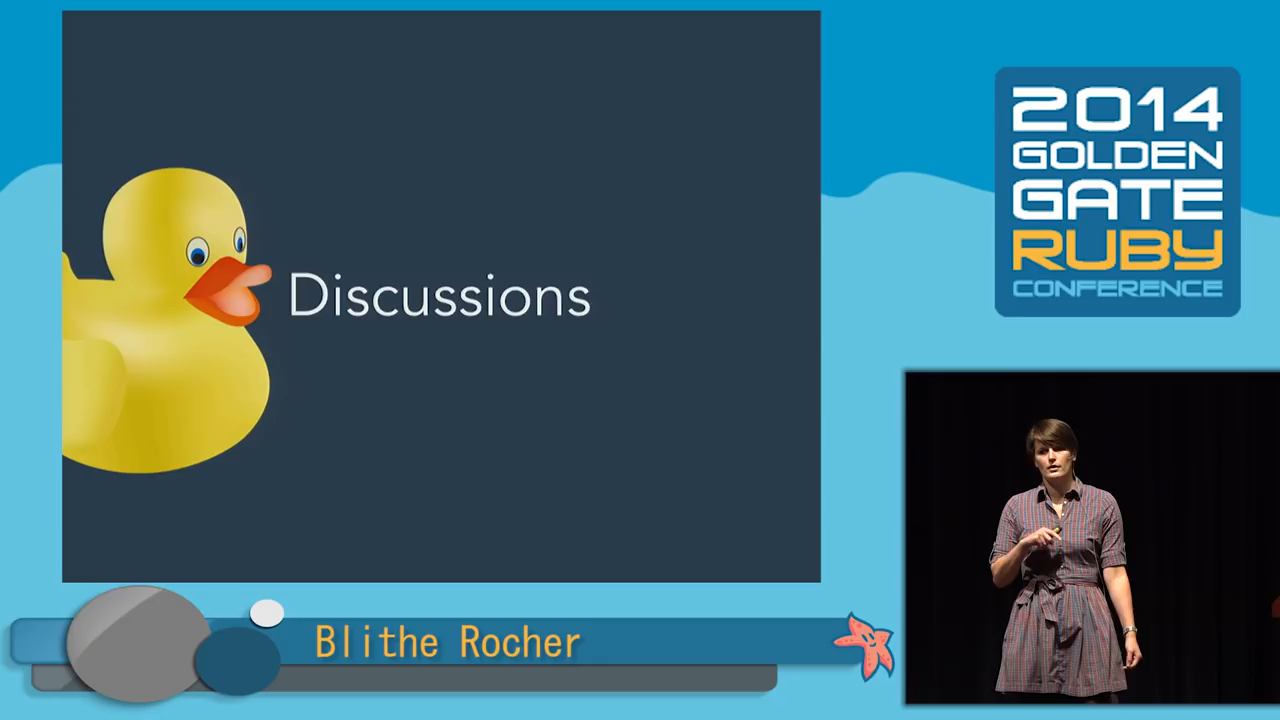 Discussions
2014
GOLDEN
GATE
RUBY
CONFERENCE
Blithe Rocher